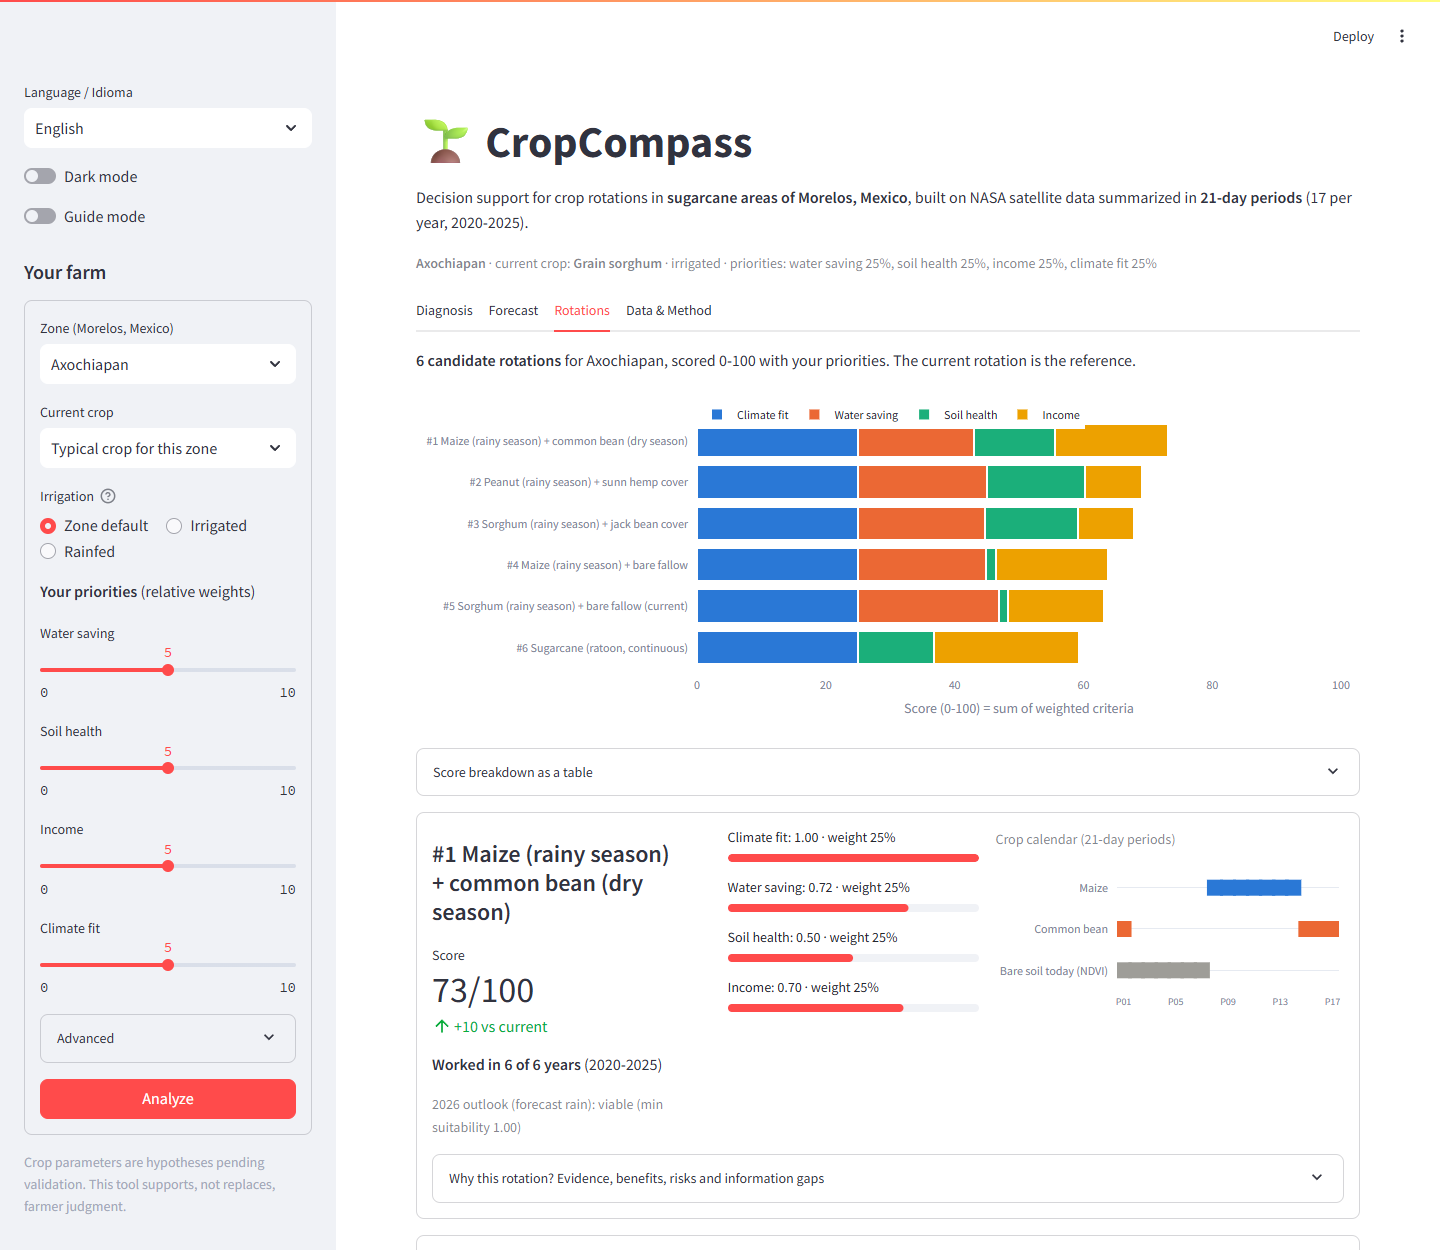 Deploy
Language / Idioma
English
Dark mode
Guide mode
Your farm
Zone (Morelos, Mexico)
Axochiapan
Current crop
Typical crop for this zone
Irrigation
Zone default
Irrigated
Rainfed
Your priorities (relative weights)
Water saving
5
0
10
Soil health
5
0
10
Income
5
0
10
Climate fit
5
0
10
Advanced
Analyze
Crop parameters are hypotheses pending
validation. This tool supports, not replaces,
farmer judgment.
CropCompass
Decision support for crop rotations in sugarcane areas of Morelos, Mexico, built on NASA satellite data summarized in 21-day periods (17 per
year, 2020-2025).
Axochiapan · current crop: Grain sorghum · irrigated · priorities: water saving 25%, soil health 25%, income 25%, climate fit 25%
Diagnosis
Forecast
Rotations
Data & Method
6 candidate rotations for Axochiapan, scored 0-100 with your priorities. The current rotation is the reference.
Climate fit
Water saving
Soil health
Income
#1 Maize (rainy season) + common bean (dry season)
#2 Peanut (rainy season) + sunn hemp cover
#3 Sorghum (rainy season) + jack bean cover
#4 Maize (rainy season) + bare fallow
#5 Sorghum (rainy season) + bare fallow (current)
#6 Sugarcane (ratoon, continuous)
0
20
40
60
80
100
Score (0-100) = sum of weighted criteria
Score breakdown as a table
#1 Maize (rainy season)
+ common bean (dry
season)
Score
73/100
+10 vs current
Worked in 6 of 6 years (2020-2025)
2026 outlook (forecast rain): viable (min
suitability 1.00)
Climate fit: 1.00 · weight 25%
Water saving: 0.72 · weight 25%
Soil health: 0.50 · weight 25%
Income: 0.70 · weight 25%
Crop calendar (21-day periods)
Maize
Common bean
Bare soil today (NDVI)
P01
P05
P09
P13
P17
Why this rotation? Evidence, benefits, risks and information gaps